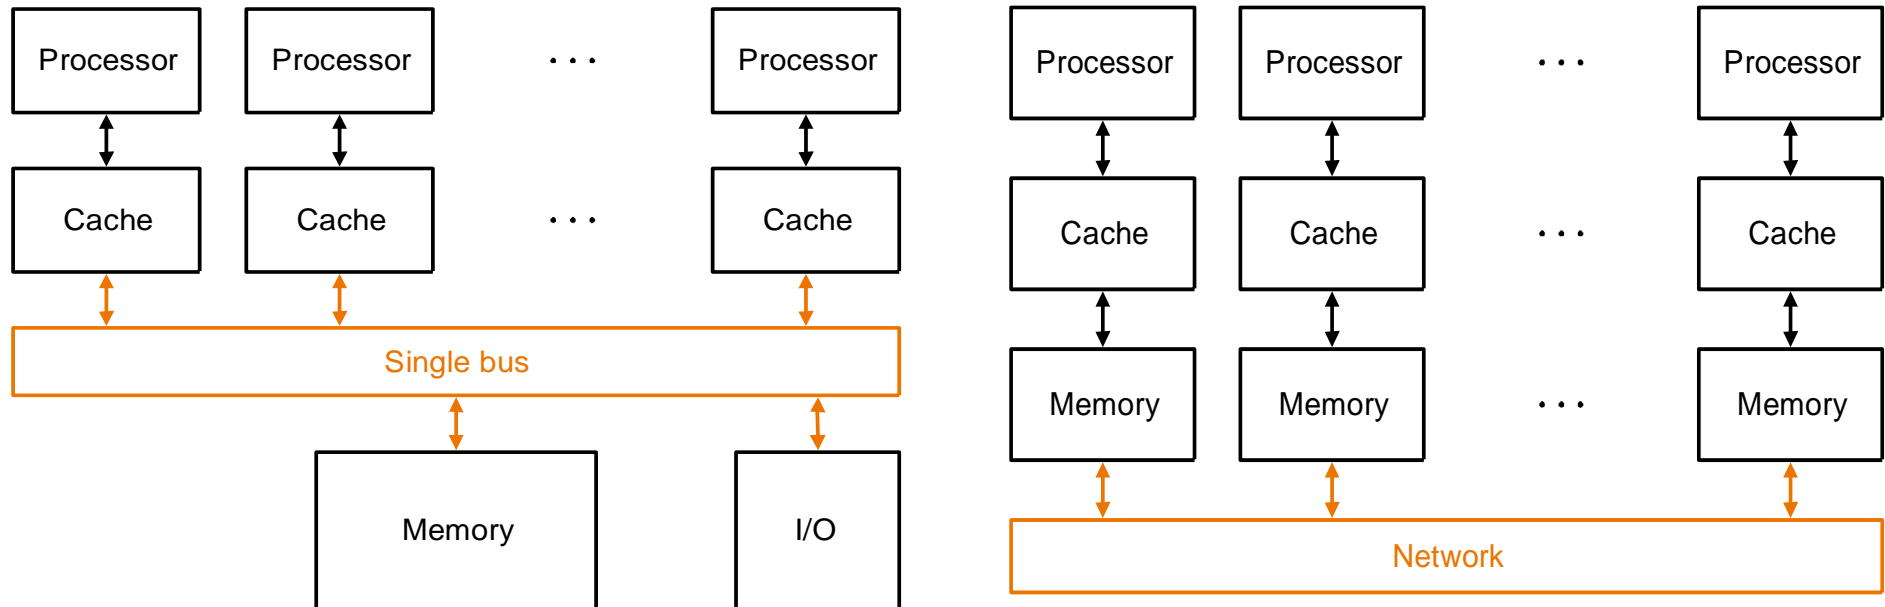 Processor Processor . . . Processor
Cache Cache . . . Cache
Single bus
Memory I/O
Processor Processor . . . Processor
Cache Cache . . . Cache
Memory Memory . . . Memory
Network